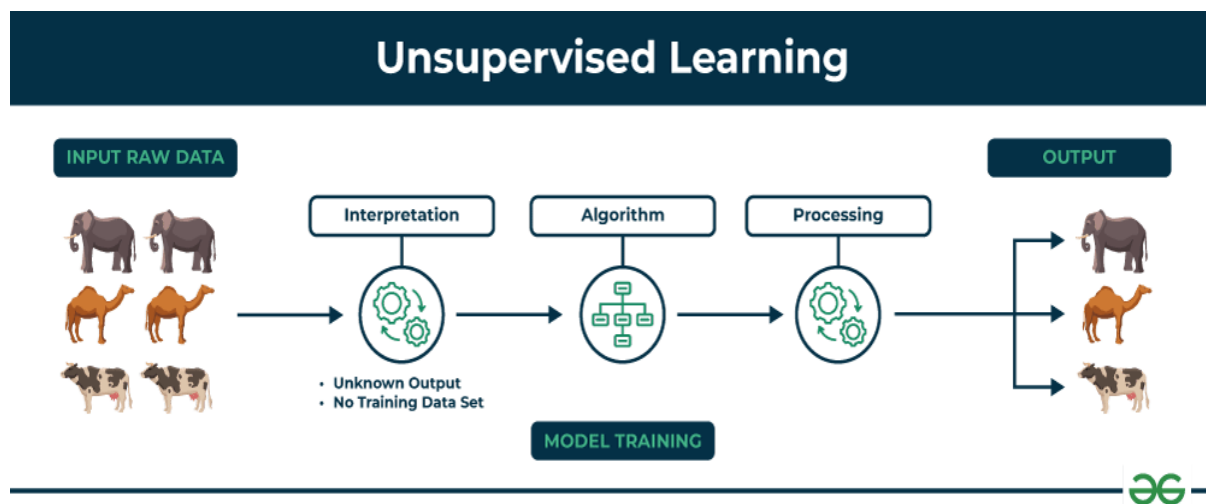 Unsupervised Learning
INPUT RAW DATA
OUTPUT
Interpretation
Algorithm
Processing
• Unknown Output
• No Training Data Set
MODEL TRAINING